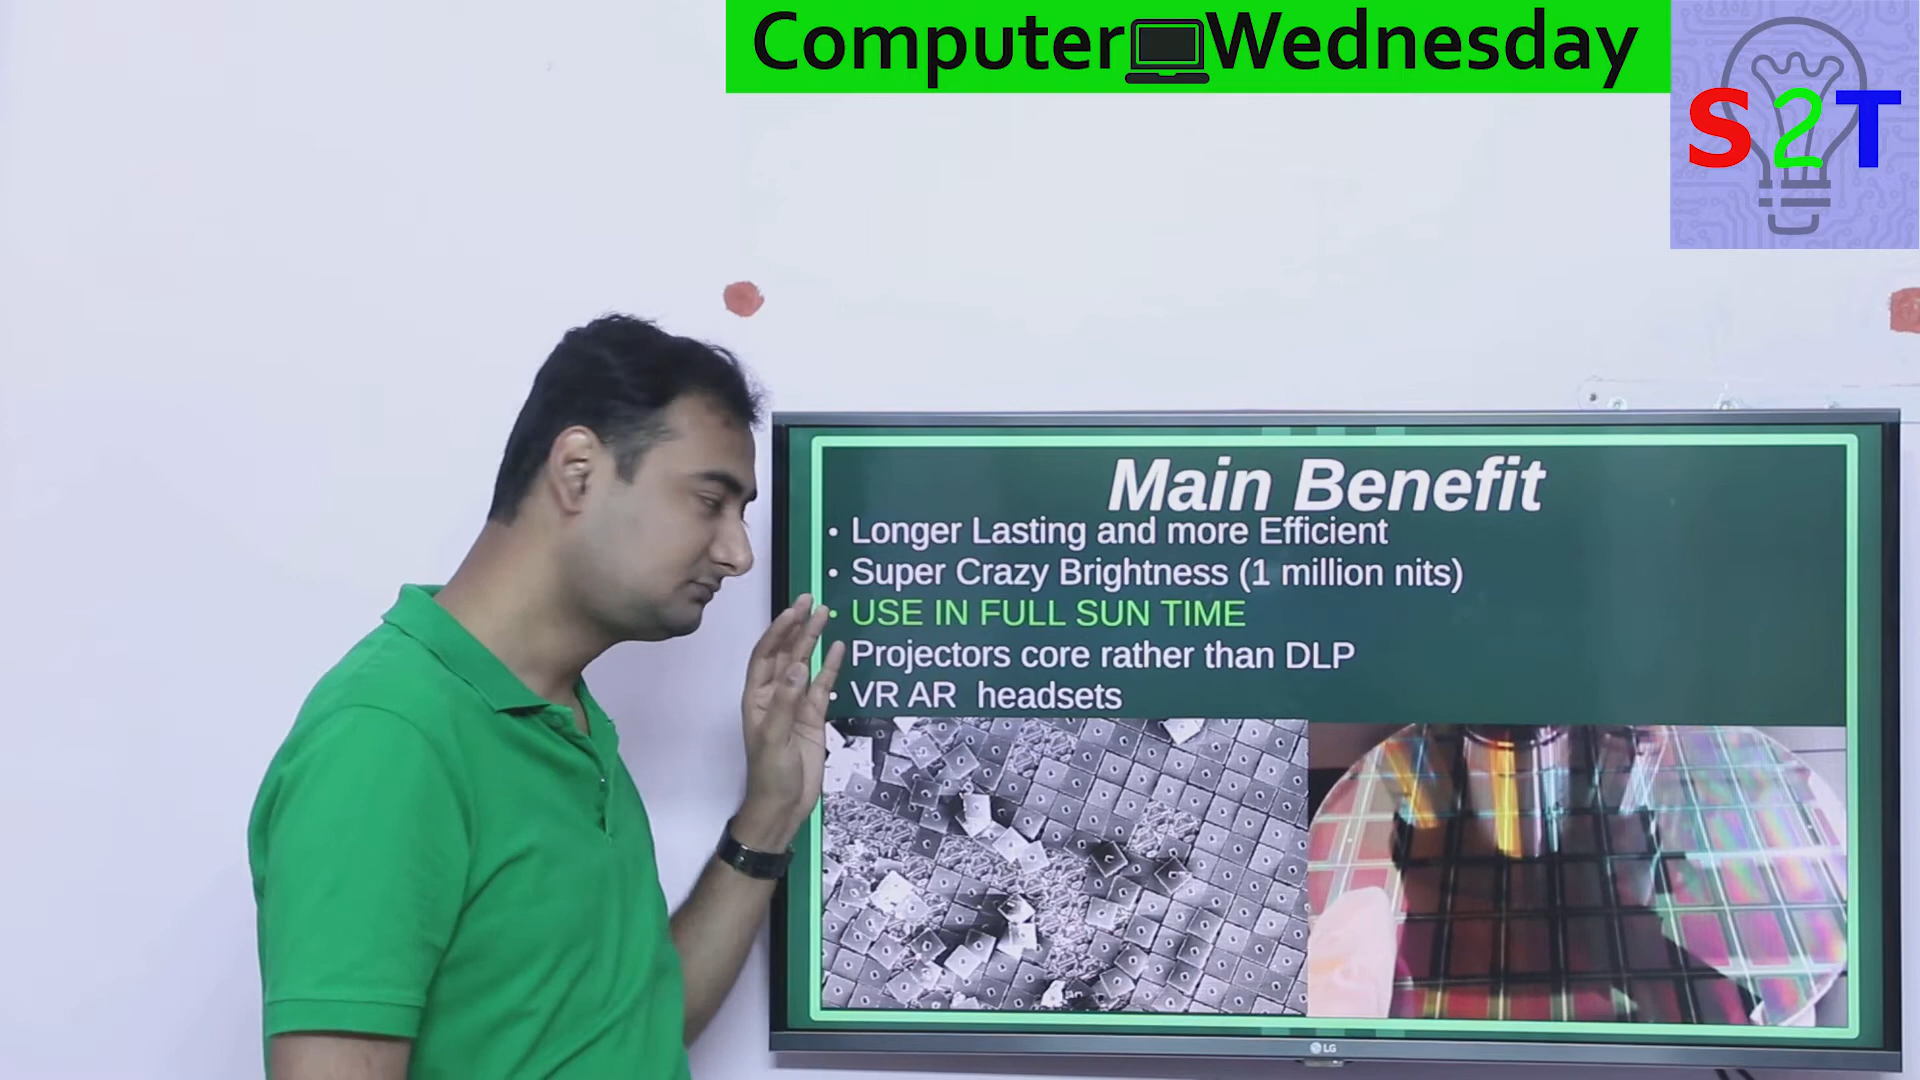 Computer Wednesday
S2T
Main Benefit
• Longer Lasting and more Efficient
• Super Crazy Brightness (1 million nits)
• USE IN FULL SUN TIME
Projectors core rather than DLP
• VR AR headsets
LG